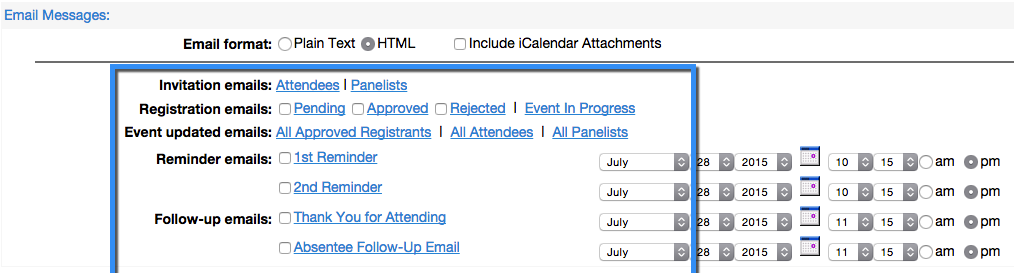 Email Messages:
Email format: Plain Text HTML Include iCalendar Attachments
Invitation emails: Attendees | Panelists
Registration emails: Pending Approved Rejected | Event In Progress
Event updated emails: All Approved Registrants | All Attendees | All Panelists
Reminder emails: 1st Reminder July 28 2015 10 15 am pm
2nd Reminder July 28 2015 10 15 am pm
Follow-up emails: Thank You for Attending July 28 2015 11 15 am pm
Absentee Follow-Up Email July 28 2015 11 15 am pm